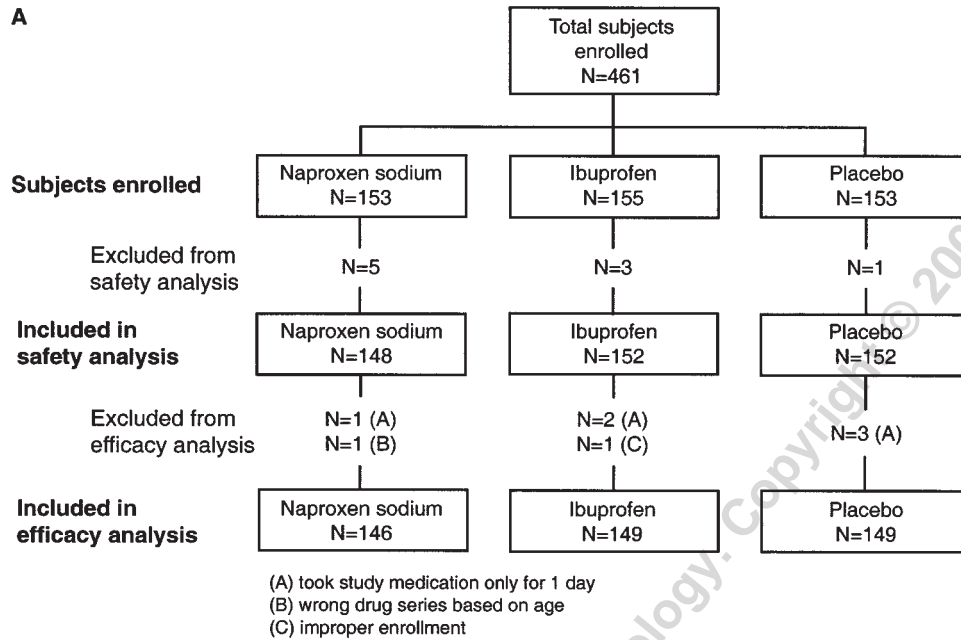 A
Total subjects
enrolled
N=461
Subjects enrolled
Naproxen sodium
N=153
Ibuprofen
N=155
Placebo
N=153
Excluded from
safety analysis
N=5
N=3
N=1
Included in
safety analysis
Naproxen sodium
N=148
Ibuprofen
N=152
Placebo
N=152
Excluded from
efficacy analysis
N=1 (A)
N=1 (B)
N=2 (A)
N=1 (C)
N=3 (A)
Included in
efficacy analysis
Naproxen sodium
N=146
Ibuprofen
N=149
Placebo
N=149
(A) took study medication only for 1 day
(B) wrong drug series based on age
(C) improper enrollment
Copyright ©